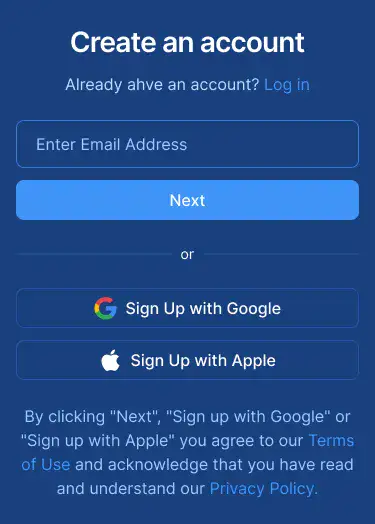 Create an account
Already ahve an account? Log in
Enter Email Address
Next
or
Sign Up with Google
Sign Up with Apple
By clicking "Next", "Sign up with Google" or
"Sign up with Apple" you agree to our Terms
of Use and acknowledge that you have read
and understand our Privacy Policy.